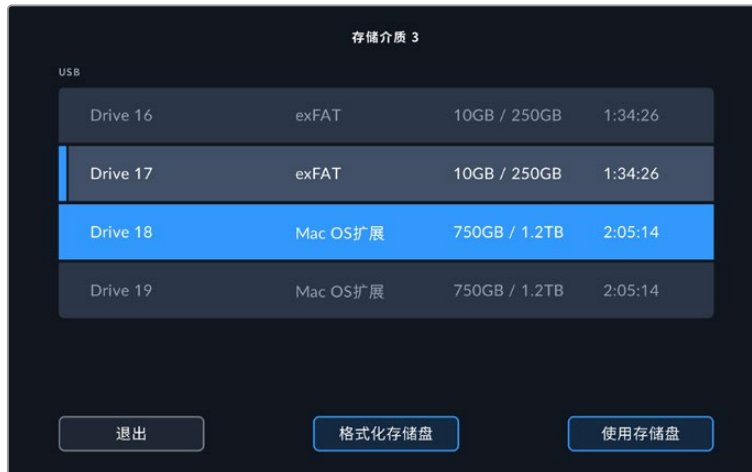 存储介质 3
USB
Drive 16 exFAT 10GB / 250GB 1:34:26
Drive 17 exFAT 10GB / 250GB 1:34:26
Drive 18 Mac OS扩展 750GB / 1.2TB 2:05:14
Drive 19 Mac OS扩展 750GB / 1.2TB 2:05:14
退出 格式化存储盘 使用存储盘